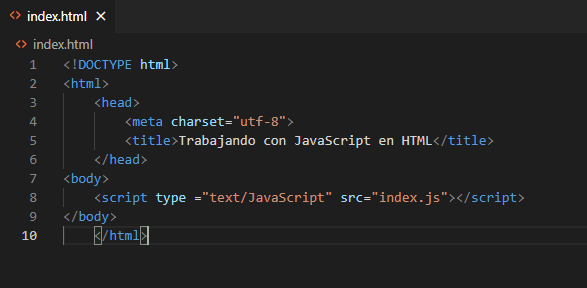 index.html
index.html
1 <!DOCTYPE html>
2 <html>
3 <head>
4 <meta charset="utf-8">
5 <title>Trabajando con JavaScript en HTML</title>
6 </head>
7 <body>
8 <script type ="text/JavaScript" src="index.js"></script>
9 </body>
10 </html>